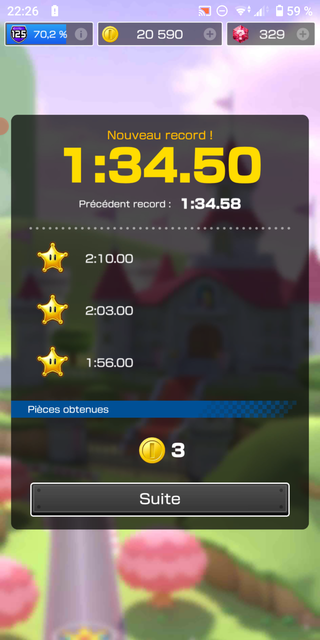 22:26 59 %
125 70,2 % 20 590 329
Nouveau record !
1:34.50
Précédent record : 1:34.58
2:10.00
2:03.00
1:56.00
Pièces obtenues
3
Suite